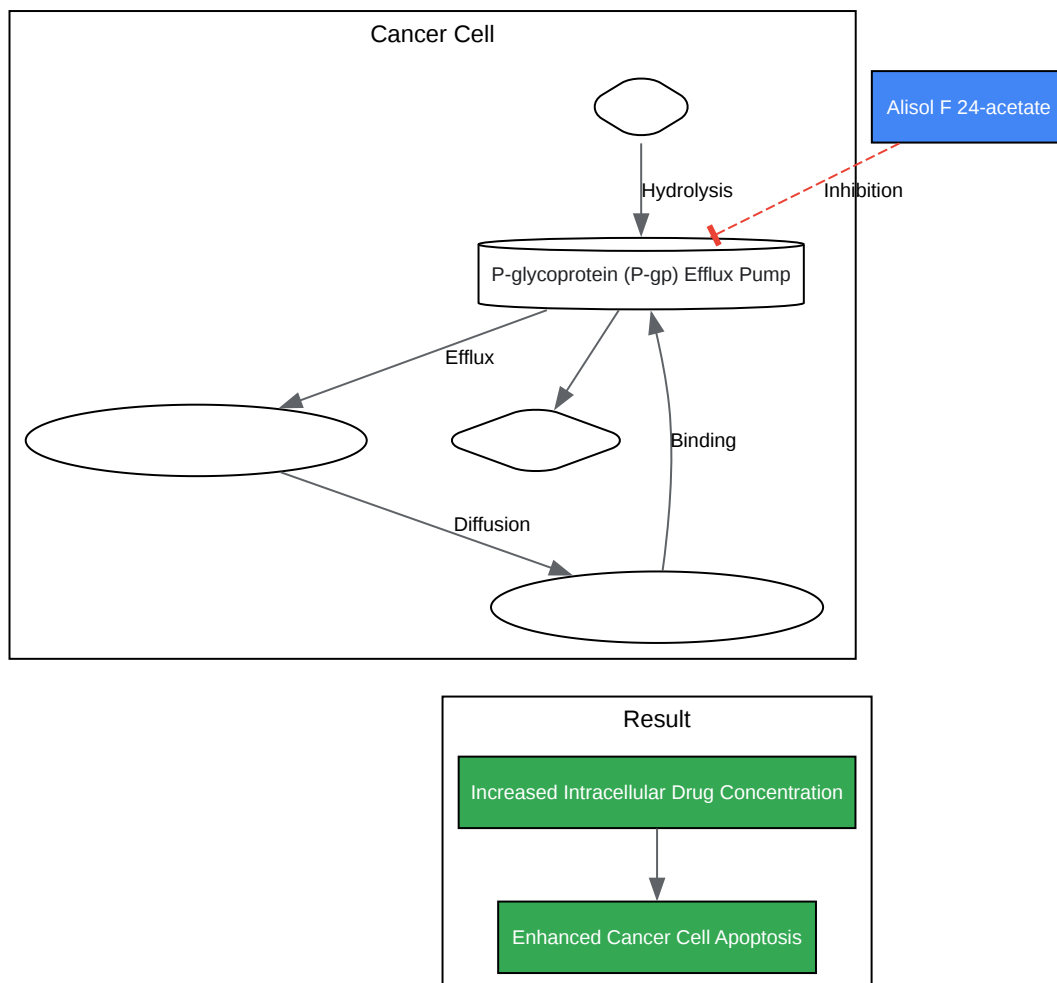 Cancer Cell
Alisol F 24-acetate
Hydrolysis
Inhibition
P-glycoprotein (P-gp) Efflux Pump
Efflux
Binding
Diffusion
Result
Increased Intracellular Drug Concentration
Enhanced Cancer Cell Apoptosis